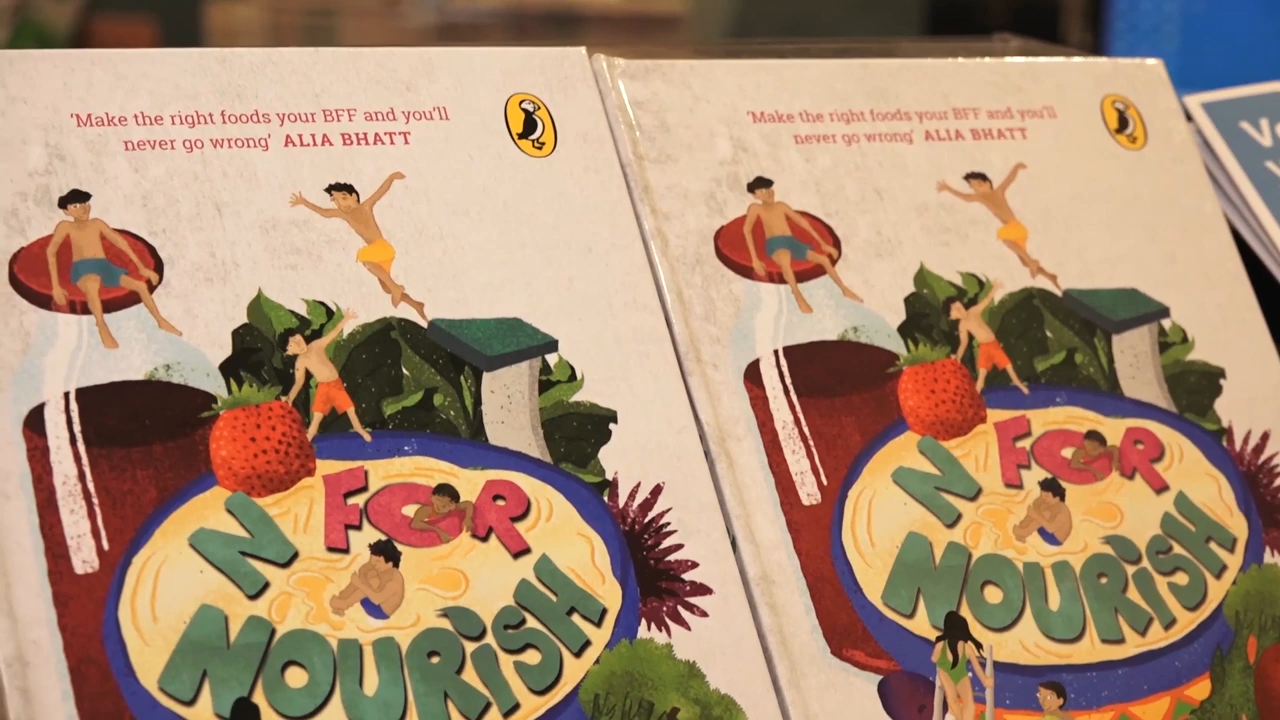 'Make the right foods your BFF and you'll
never go wrong' ALIA BHATT
N FOR
NOURiSH
'Make the right foods your BFF and you'll
never go wrong' ALIA BHATT
N FOR
NOURiSH